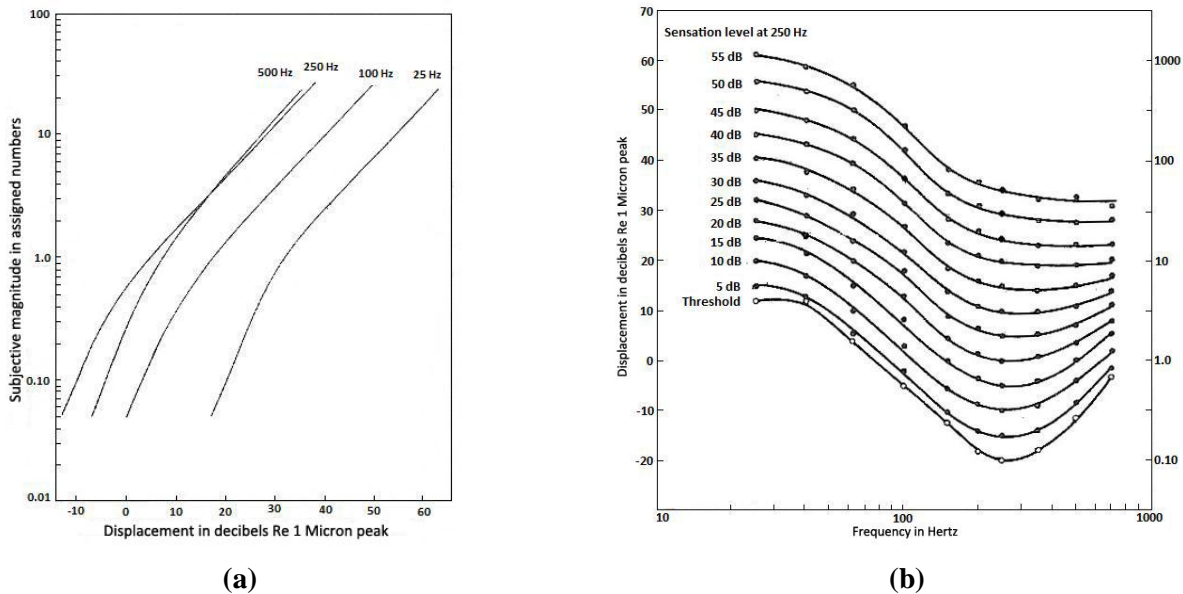 100
10
1.0
0.10
0.01
Subjective magnitude in assigned numbers
500 Hz
250 Hz
100 Hz
25 Hz
-10
0
10
20
30
40
50
60
Displacement in decibels Re 1 Micron peak
(a)
70
60
50
40
30
20
10
0
-10
-20
Displacement in decibels Re 1 Micron peak
Sensation level at 250 Hz
55 dB
50 dB
45 dB
40 dB
35 dB
30 dB
25 dB
20 dB
15 dB
10 dB
5 dB
Threshold
1000
100
10
1.0
0.10
10
100
1000
Frequency in Hertz
(b)